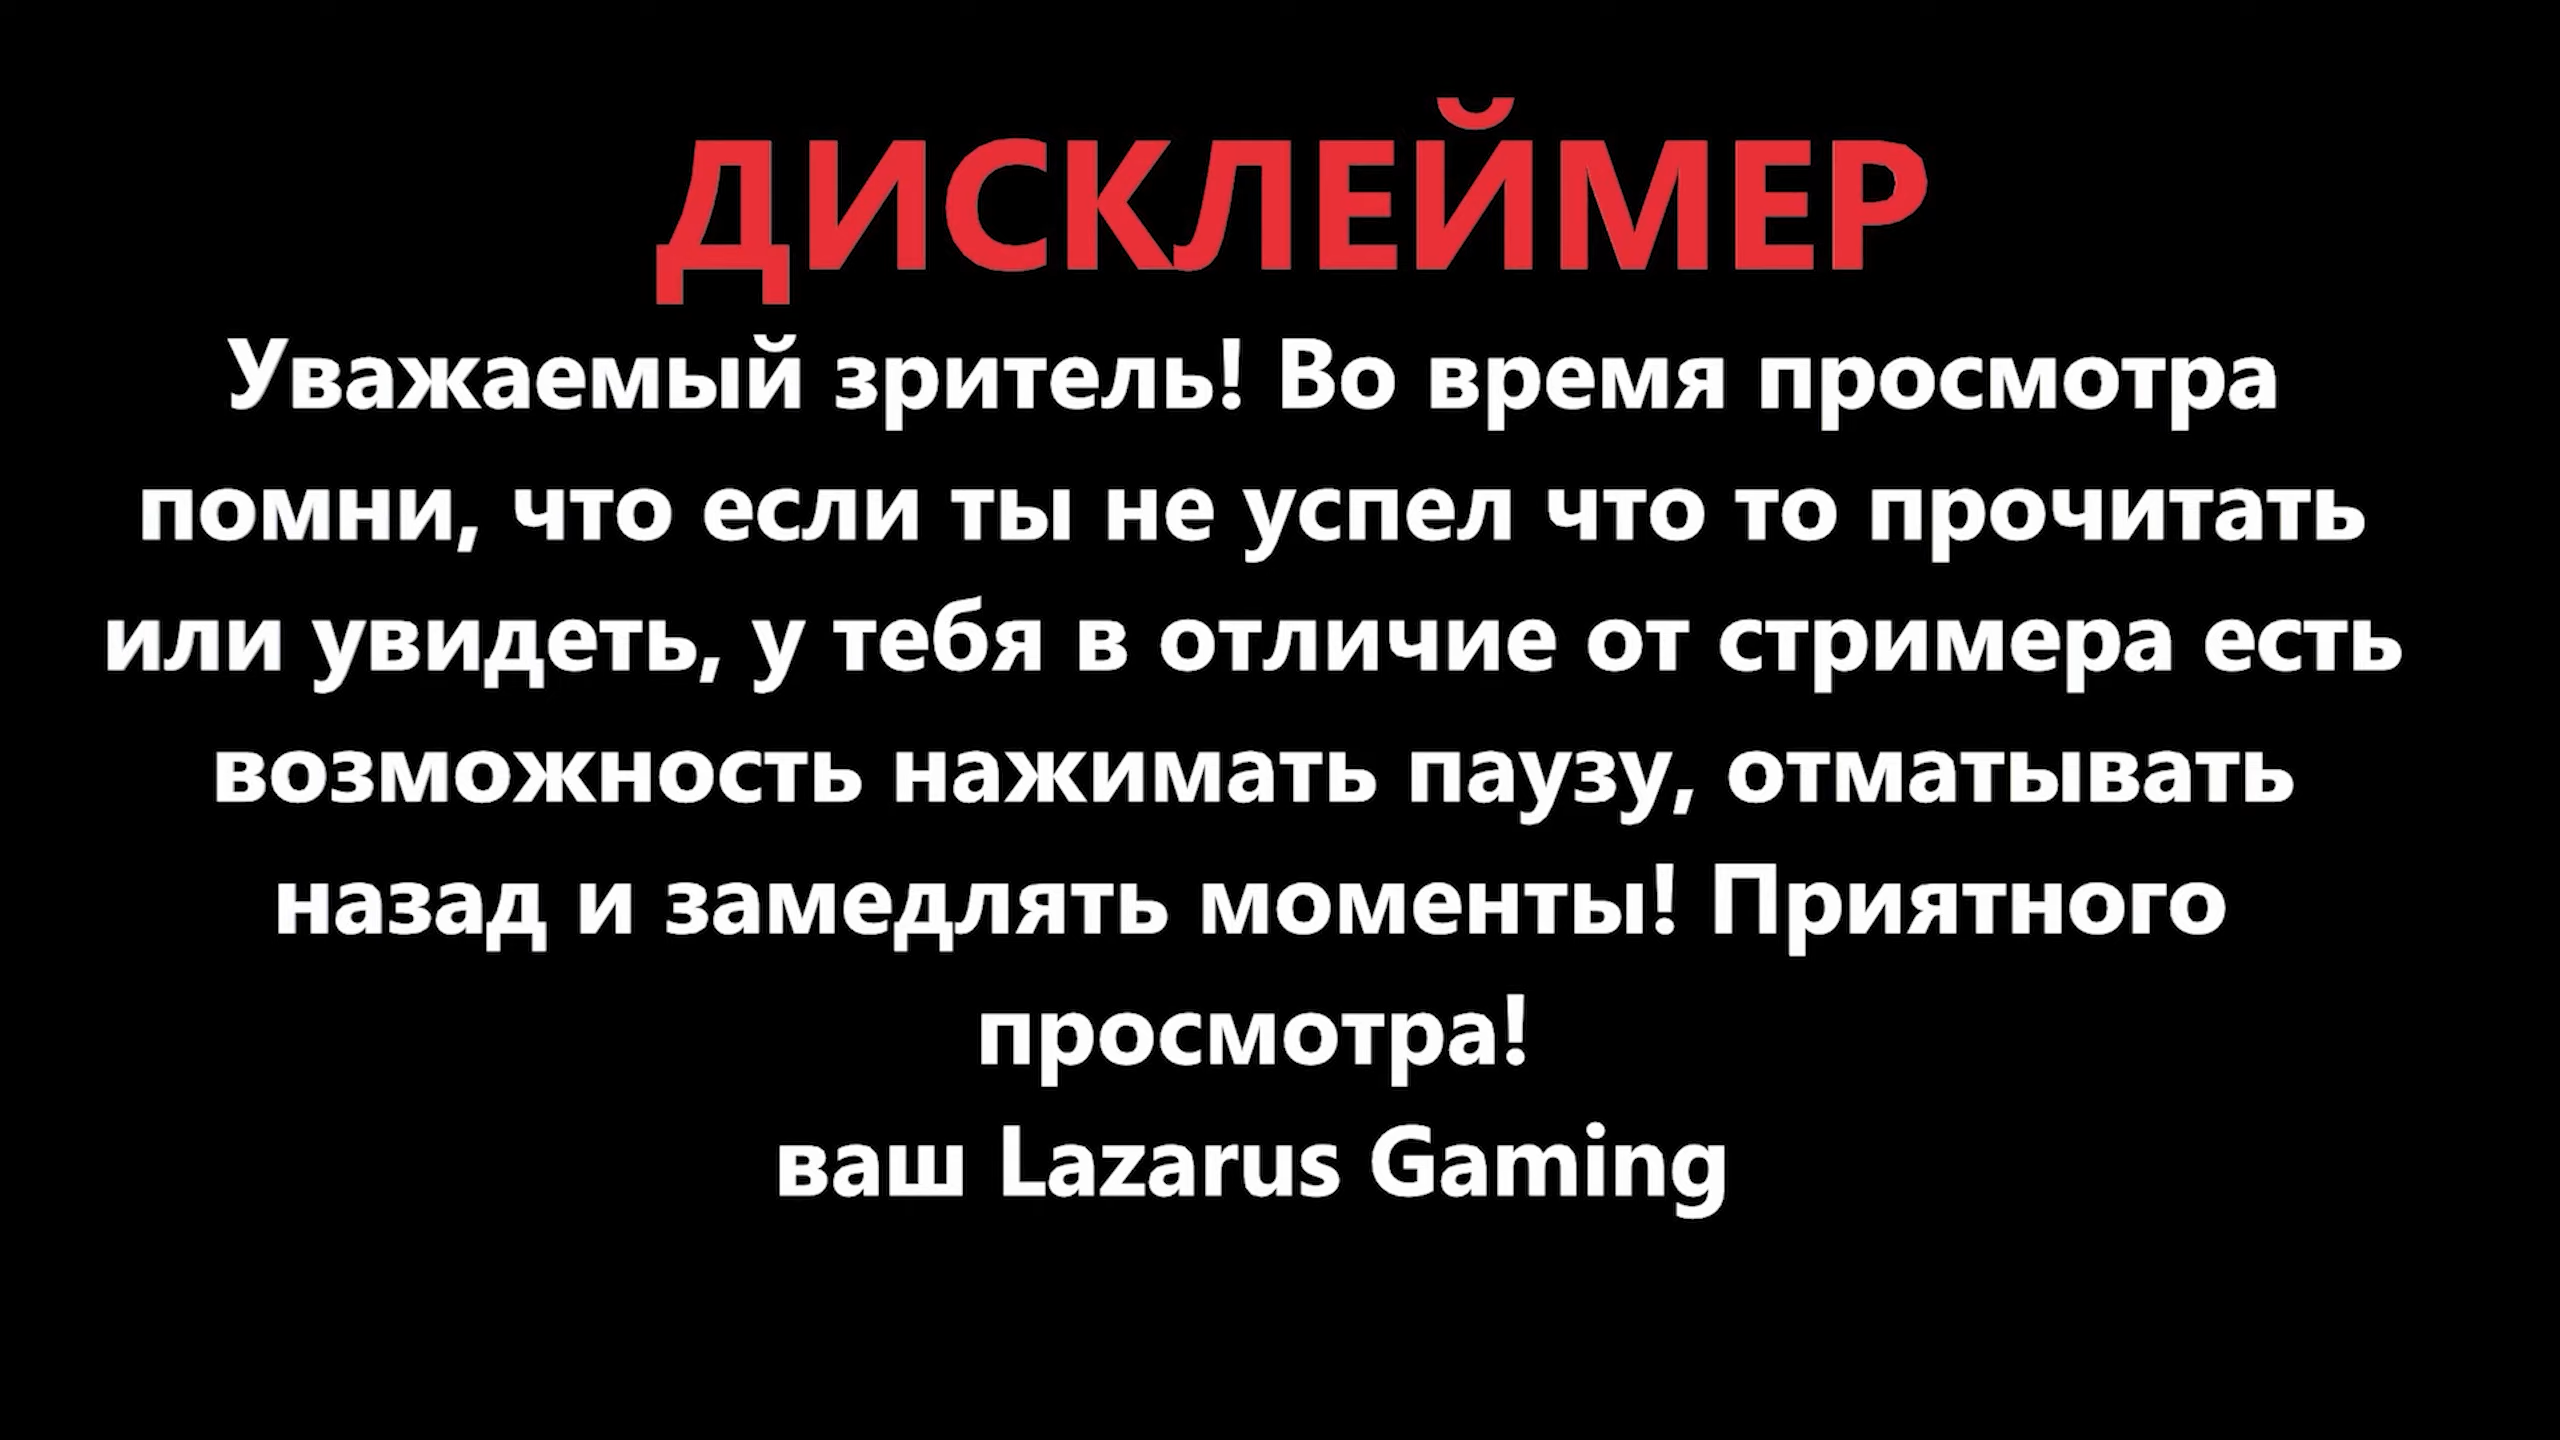 ДИСКЛЕЙМЕР
Уважаемый зритель! Во время просмотра
помни, что если ты не успел что то прочитать
или увидеть, у тебя в отличие от стримера есть
возможность нажимать паузу, отматывать
назад и замедлять моменты! Приятного
просмотра!
ваш Lazarus Gaming